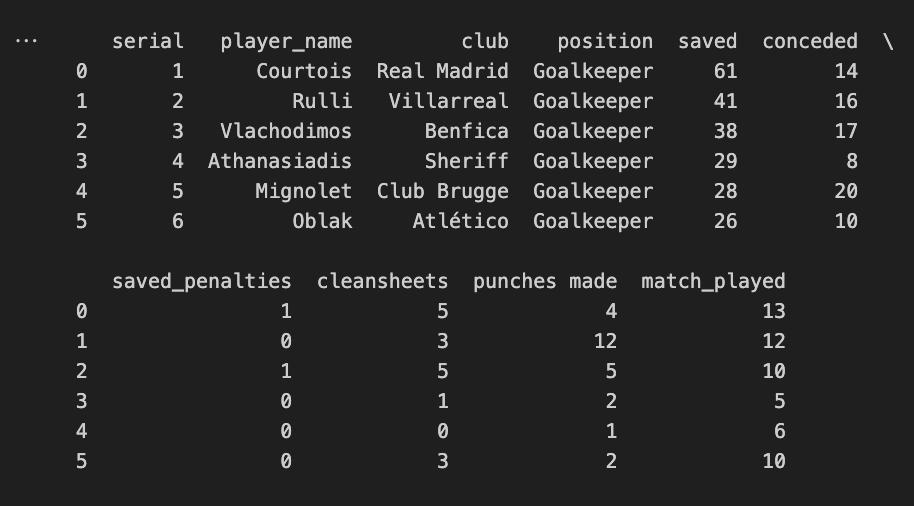 ... serial player_name club position saved conceded \
0 1 Courtois Real Madrid Goalkeeper 61 14
1 2 Rulli Villarreal Goalkeeper 41 16
2 3 Vlachodimos Benfica Goalkeeper 38 17
3 4 Athanasiadis Sheriff Goalkeeper 29 8
4 5 Mignolet Club Brugge Goalkeeper 28 20
5 6 Oblak Atlético Goalkeeper 26 10
saved_penalties cleansheets punches made match_played
0 1 5 4 13
1 0 3 12 12
2 1 5 5 10
3 0 1 2 5
4 0 0 1 6
5 0 3 2 10